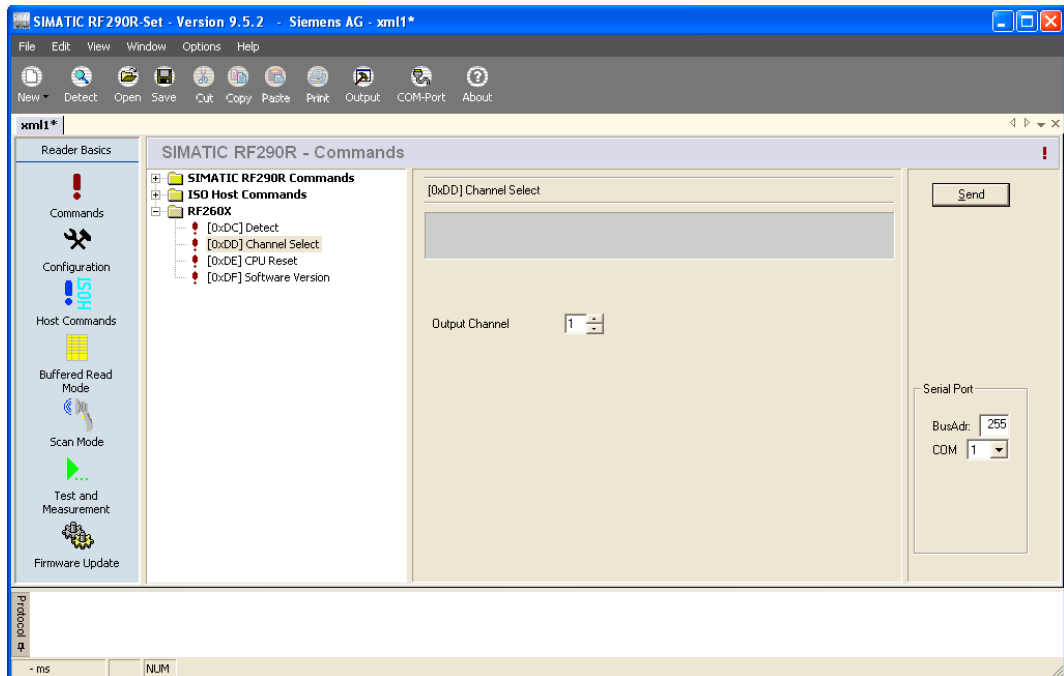 SIMATIC RF290R-Set - Version 9.5.2 - Siemens AG - xml1*
File Edit View Window Options Help
New Detect Open Save Cut Copy Paste Print Output COM-Port About
xml1*
Reader Basics
SIMATIC RF290R - Commands
Commands
Configuration
HOST ISO
Host Commands
Buffered Read
Mode
Scan Mode
Test and
Measurement
Firmware Update
SIMATIC RF290R Commands
ISO Host Commands
RF260X
[0xDC] Detect
[0xDD] Channel Select
[0xDE] CPU Reset
[0xDF] Software Version
[0xDD] Channel Select
Output Channel 1
Send
Serial Port
BusAdr: 255
COM 1
Protocol
- ms NUM